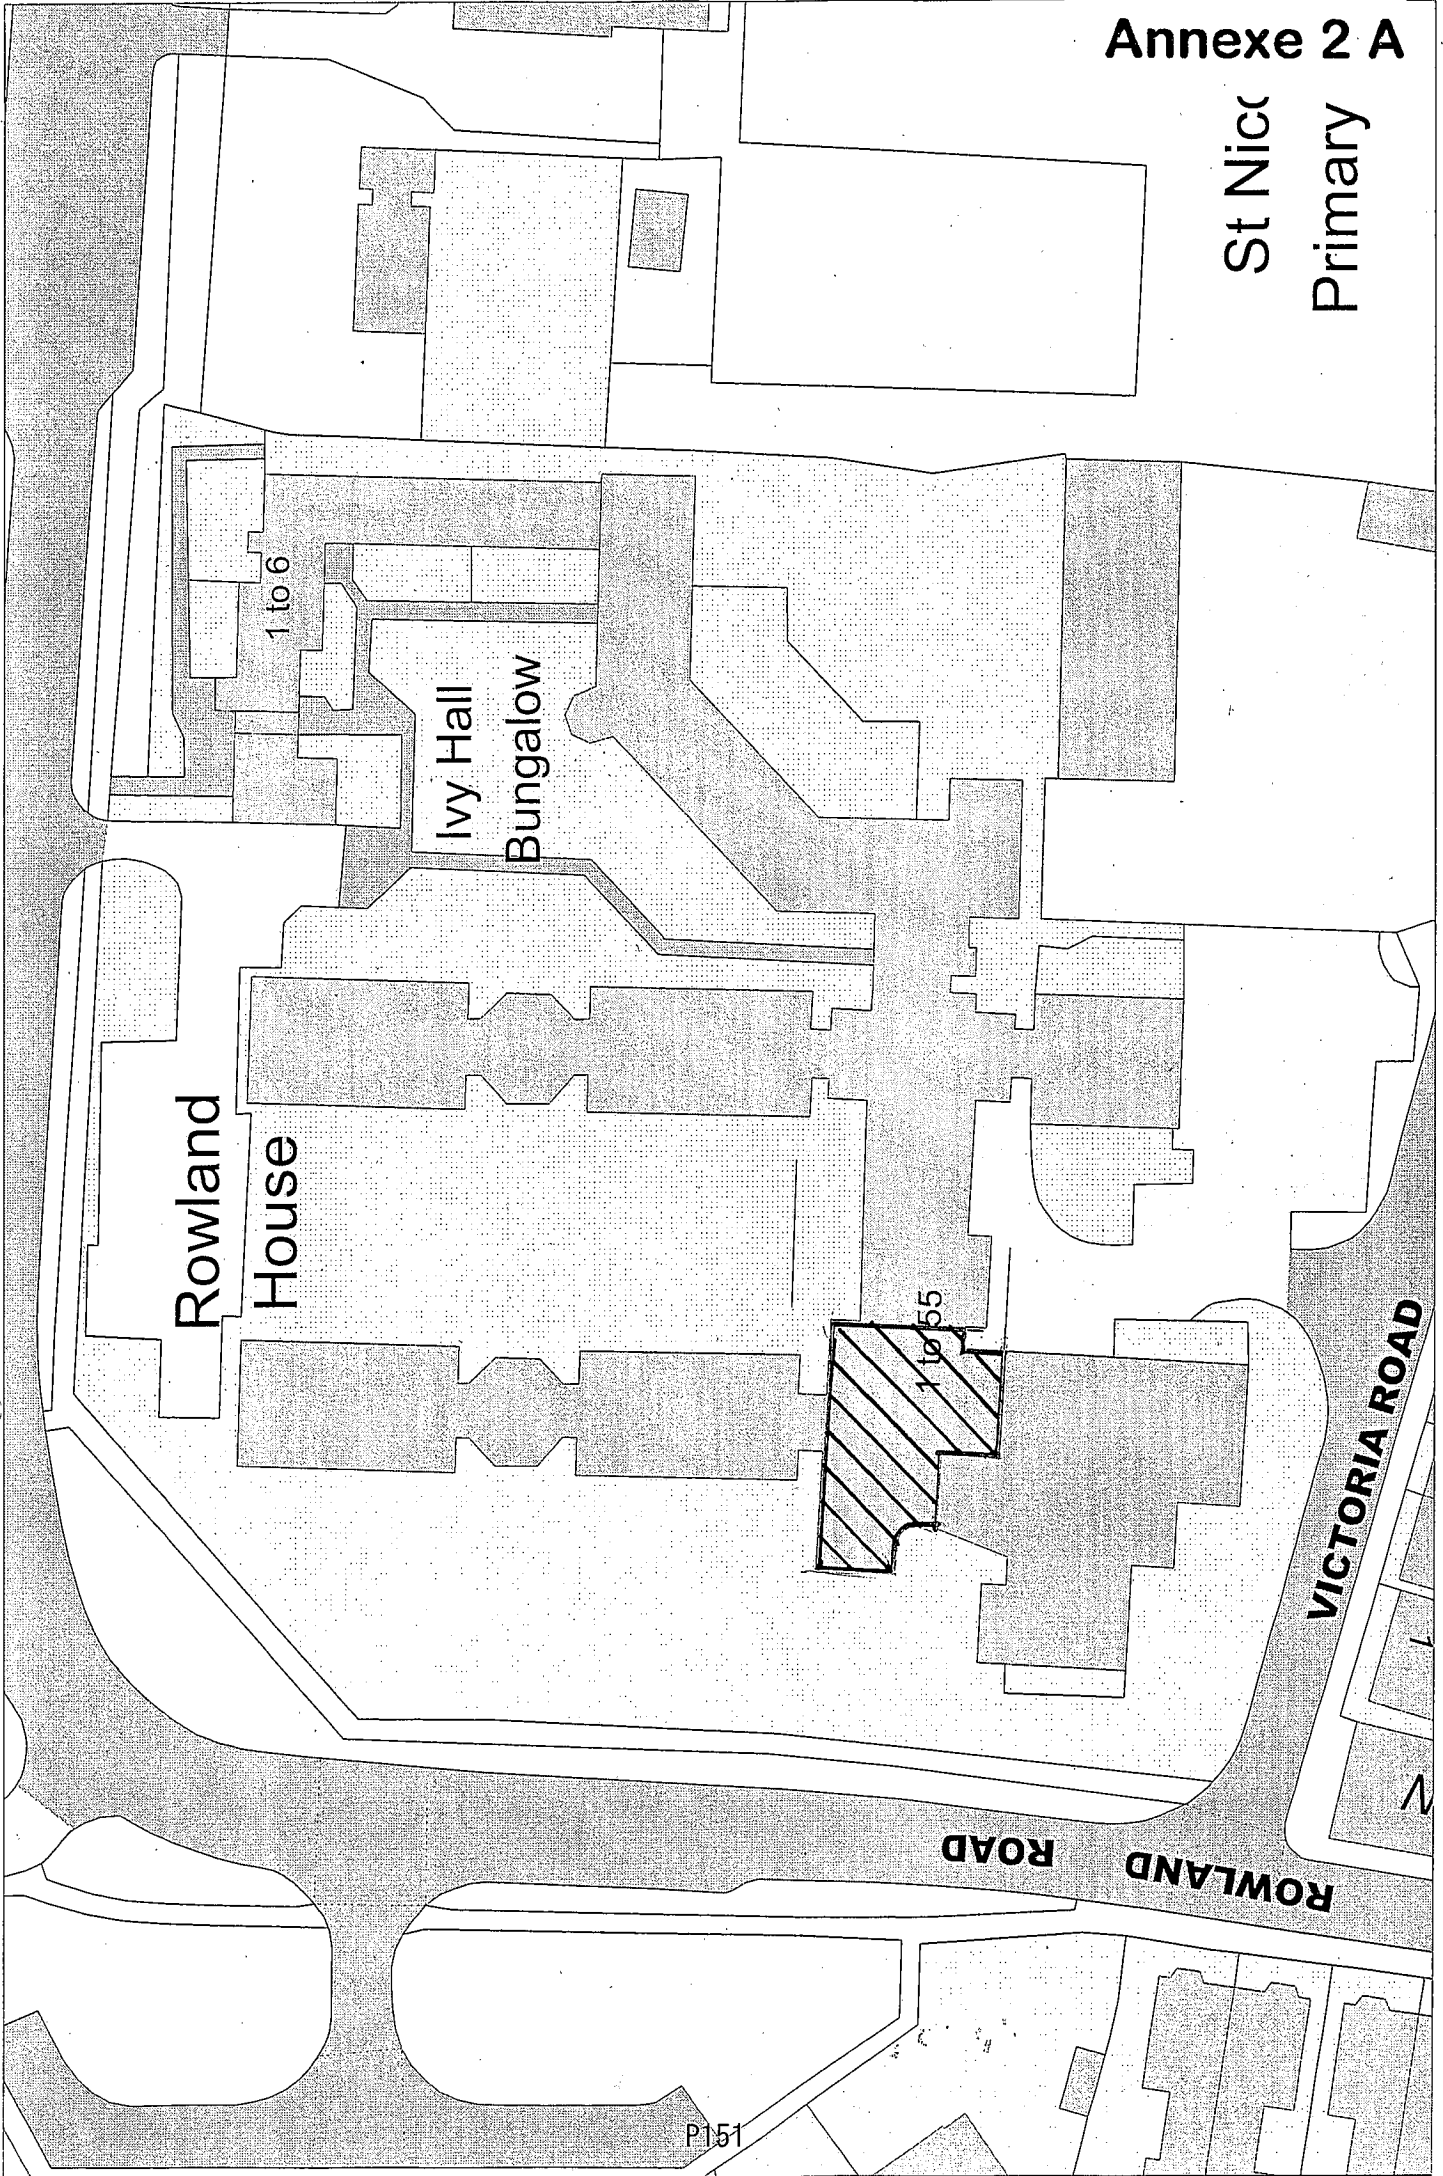 Annexe 2 A
St Nicc
Primary
1 to 6
Ivy Hall
Bungalow
Rowland
House
1 to 55
VICTORIA ROAD
ROWLAND
ROAD
P151